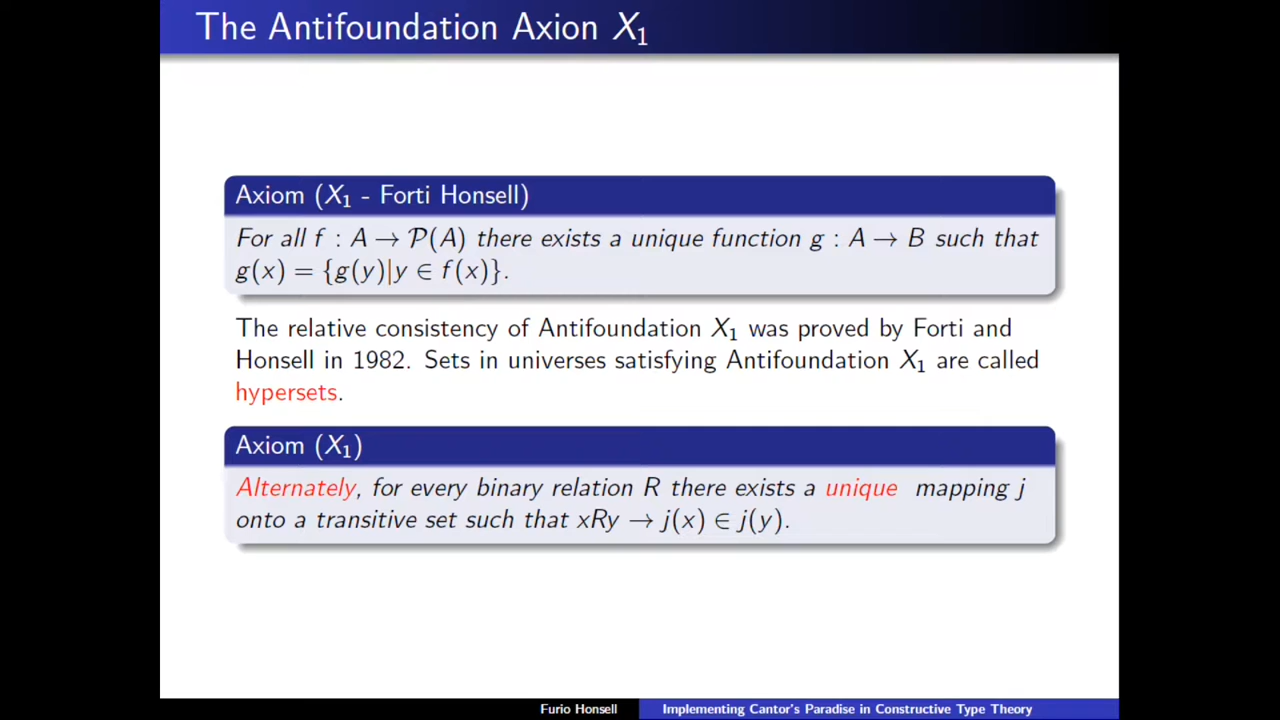 The Antifoundation Axion X₁
Axiom (X₁ - Forti Honsell)
For all f : A → 𝒫(A) there exists a unique function g : A → B such that
g(x) = {g(y)|y ∈ f(x)}.
The relative consistency of Antifoundation X₁ was proved by Forti and
Honsell in 1982. Sets in universes satisfying Antifoundation X₁ are called
hypersets.
Axiom (X₁)
Alternately, for every binary relation R there exists a unique mapping j
onto a transitive set such that xRy → j(x) ∈ j(y).
Furio Honsell Implementing Cantor's Paradise in Constructive Type Theory